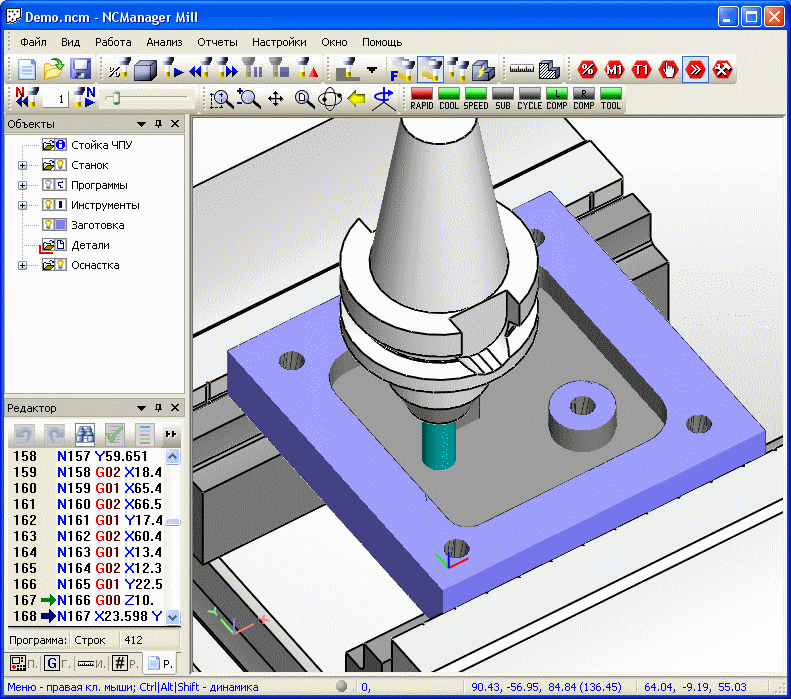 Demo.ncm - NCManager Mill
Файл Вид Работа Анализ Отчеты Настройки Окно Помощь
% F % M1 T1
N 1 N RAPID COOL SPEED SUB CYCLE L COMP R COMP TOOL
Объекты
Стойка ЧПУ
Станок
Программы
Инструменты
Заготовка
Детали
Оснастка
Редактор
158 N157 Y59.651
159 N158 G02 X18.4
160 N159 G01 X65.4
161 N160 G02 X66.5
162 N161 G01 Y17.4
163 N162 G02 X60.4
164 N163 G01 X13.4
165 N164 G02 X12.3
166 N165 G01 Y22.5
167 N166 G00 Z10.
168 N167 X23.598 Y
Y X
Программа: Строк 412
П. G Г. И. # Р. Р.
Меню - правая кл. мыши; Ctrl|Alt|Shift - динамика 0, 90.43, -56.95, 84.84 (136.45) 64.04, -9.19, 55.03